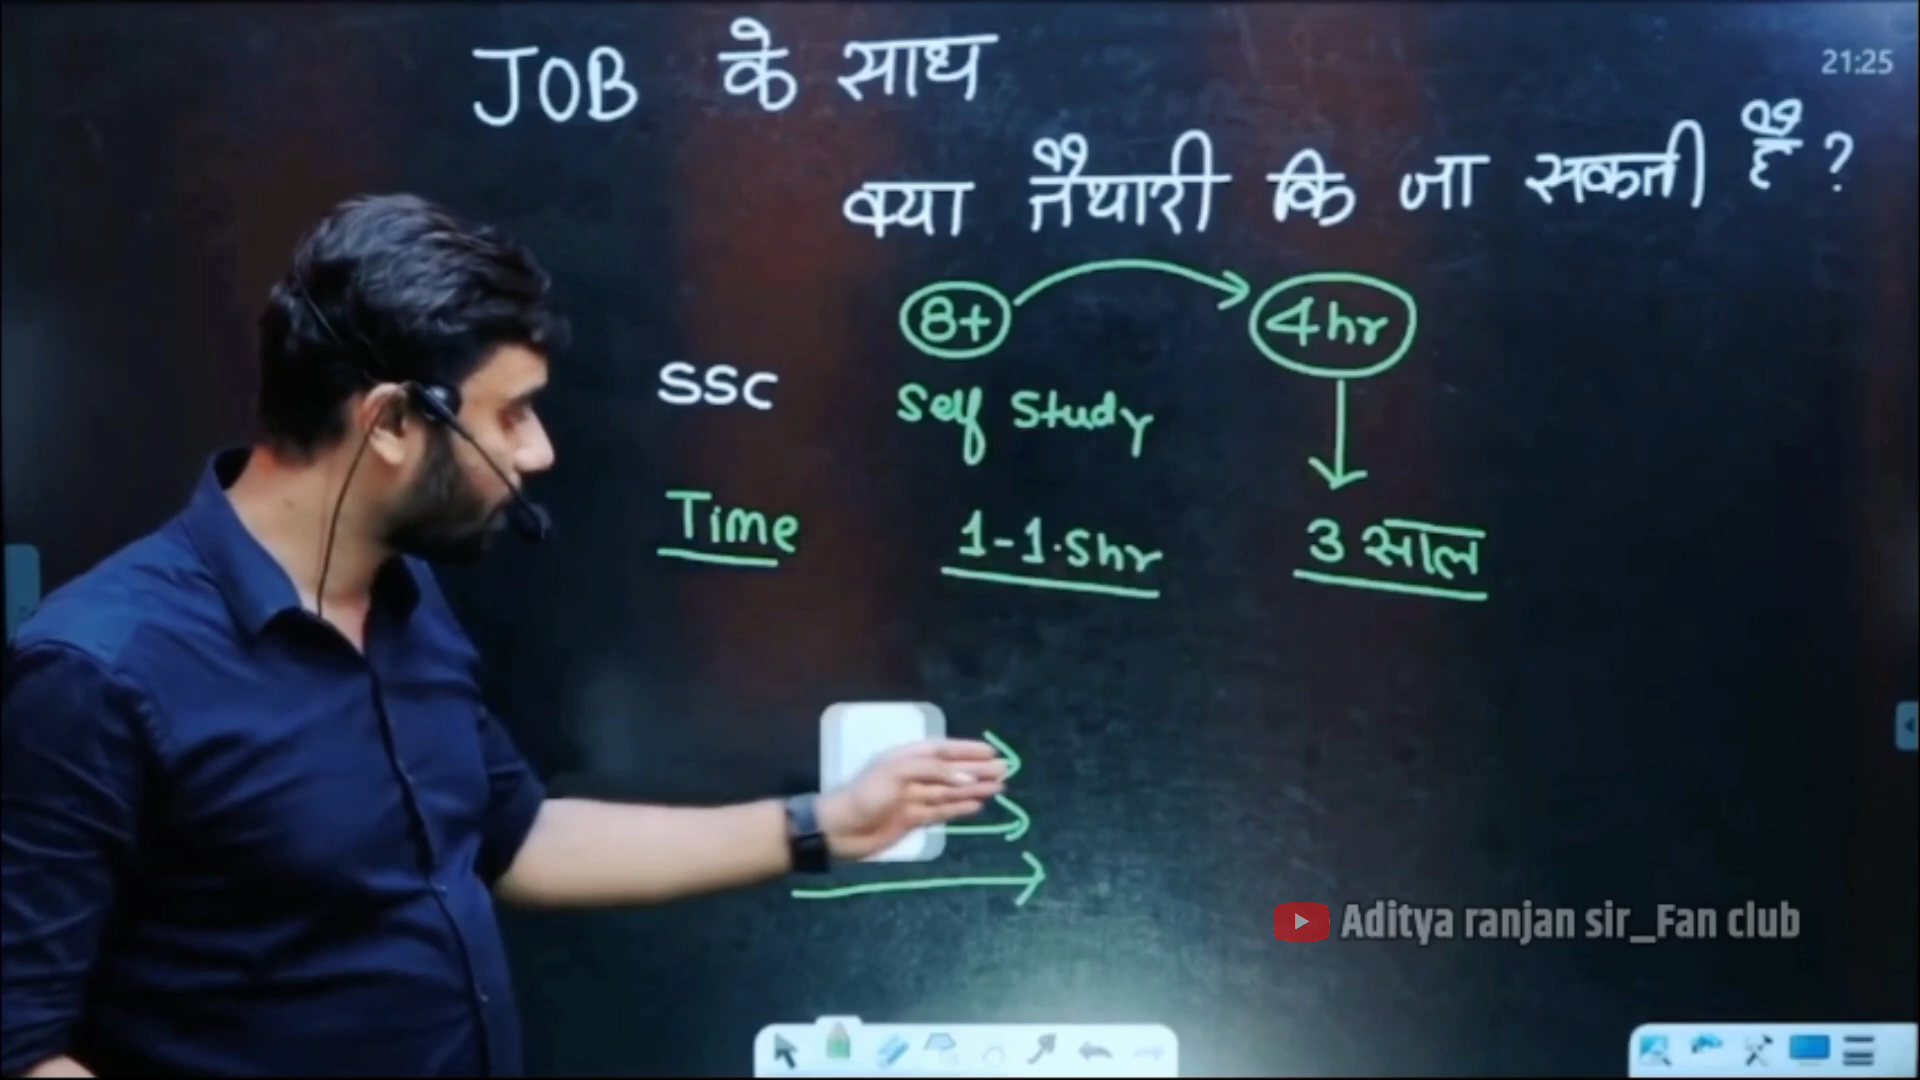 JOB के साथ
21:25
क्या तैयारी कि जा सकती हैं ?
8+ 4hr
SSC Self Study
Time 1-1.5hr 3 साल
Aditya ranjan sir_Fan club